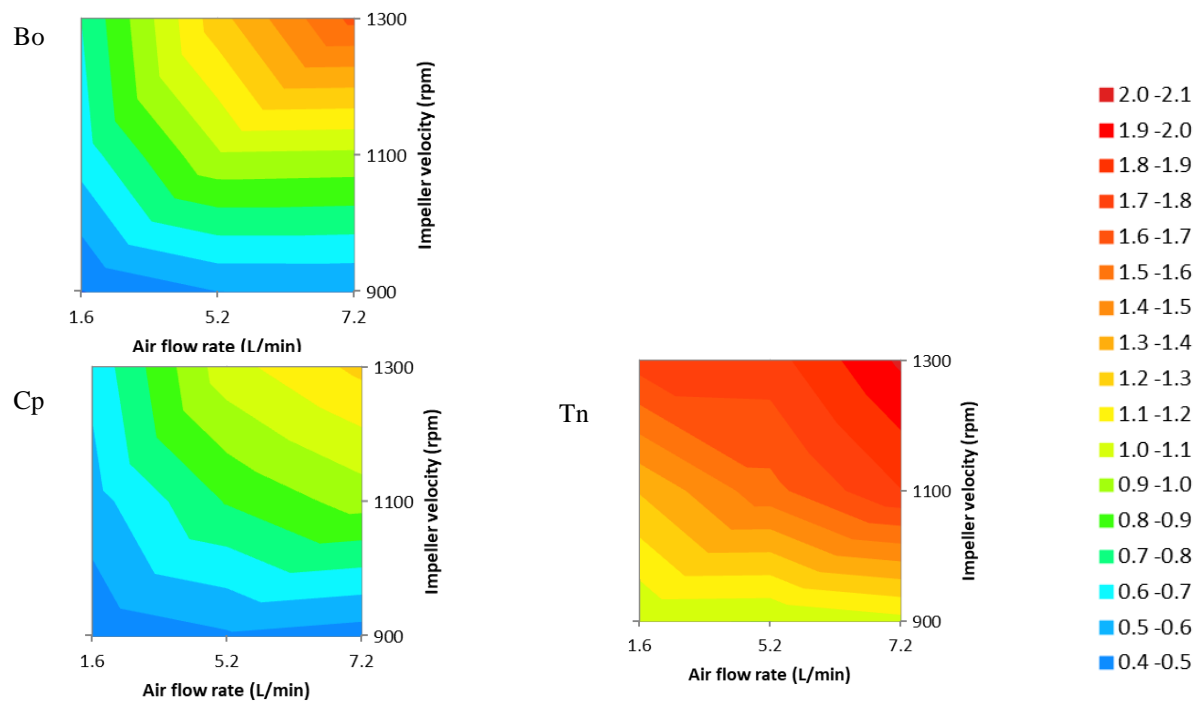 Bo
1300
1100
900
Impeller velocity (rpm)
1.6 5.2 7.2
Air flow rate (L/min)
Cp
1300
1100
900
Impeller velocity (rpm)
1.6 5.2 7.2
Air flow rate (L/min)
Tn
1300
1100
900
Impeller velocity (rpm)
1.6 5.2 7.2
Air flow rate (L/min)
2.0 -2.1
1.9 -2.0
1.8 -1.9
1.7 -1.8
1.6 -1.7
1.5 -1.6
1.4 -1.5
1.3 -1.4
1.2 -1.3
1.1 -1.2
1.0 -1.1
0.9 -1.0
0.8 -0.9
0.7 -0.8
0.6 -0.7
0.5 -0.6
0.4 -0.5